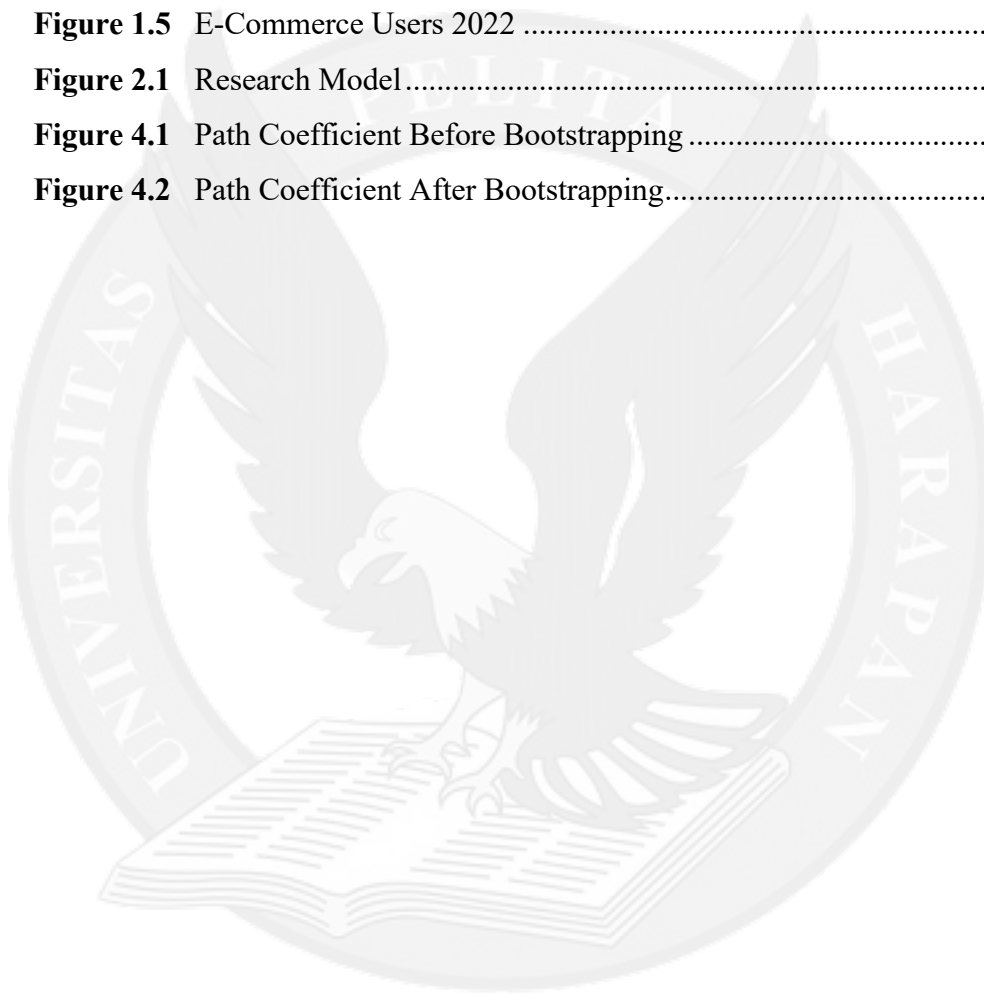 Figure 1.5 E-Commerce Users 2022 ................................................................
Figure 2.1 Research Model................................................................................
Figure 4.1 Path Coefficient Before Bootstrapping .........................................
Figure 4.2 Path Coefficient After Bootstrapping............................................
UNIVERSITAS PELITA HARAPAN